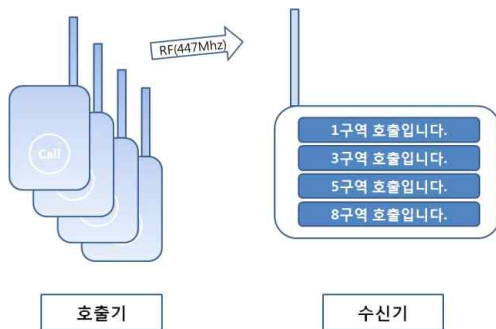 RF(447Mhz)
Call
1구역 호출입니다.
3구역 호출입니다.
5구역 호출입니다.
8구역 호출입니다.
호출기
수신기